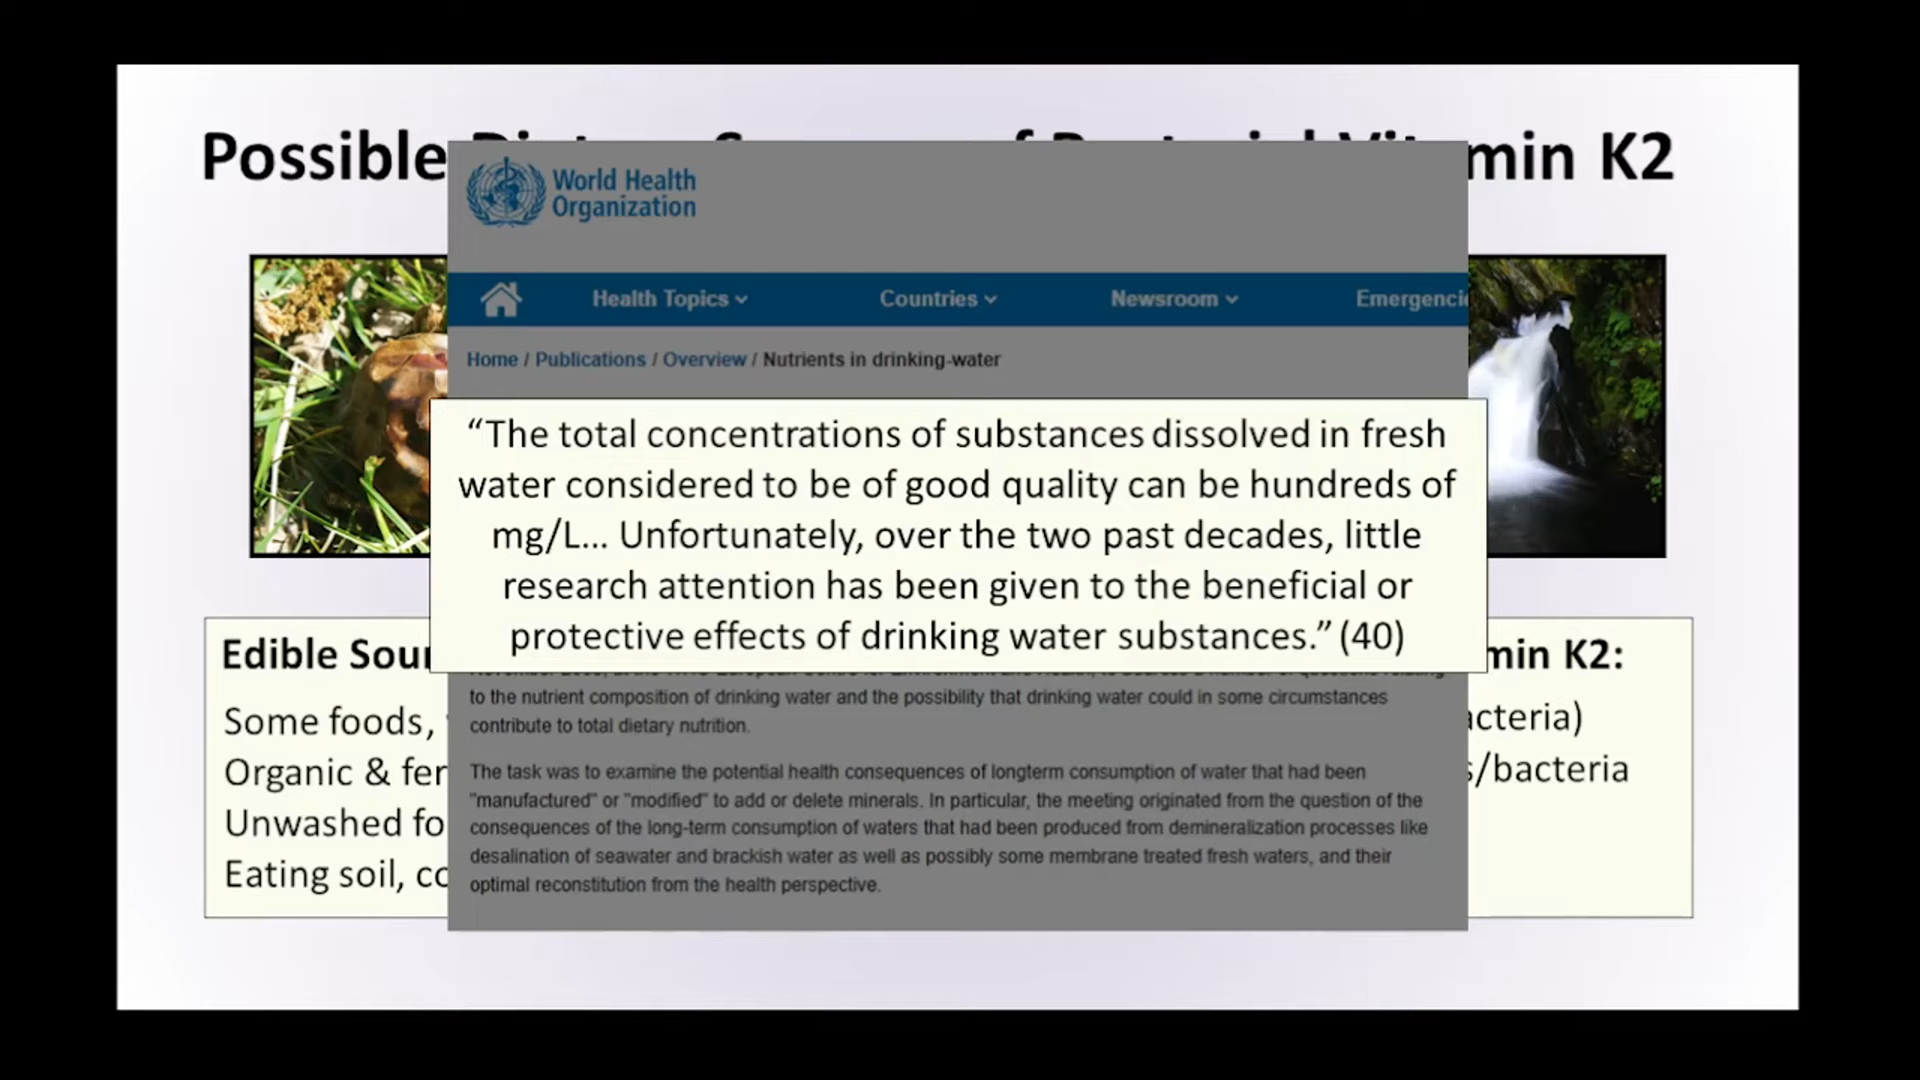 Possible
min K2
World Health
Organization
Health Topics
Countries
Newsroom
Home / Publications / Overview / Nutrients in drinking-water
“The total concentrations of substances dissolved in fresh
water considered to be of good quality can be hundreds of
mg/L... Unfortunately, over the two past decades, little
research attention has been given to the beneficial or
protective effects of drinking water substances.” (40)
to the nutrient composition of drinking water and the possibility that drinking water could in some circumstances
contribute to total dietary nutrition.
The task was to examine the potential health consequences of longterm consumption of water that had been
"manufactured" or "modified" to add or delete minerals. In particular, the meeting originated from the question of the
consequences of the long-term consumption of waters that had been produced from demineralization processes like
desalination of seawater and brackish water as well as possibly some membrane treated fresh waters, and their
optimal reconstitution from the health perspective.
Edible
Some foods,
Organic &
Unwashed
Eating soil,
min K2:
acteria)
/bacteria